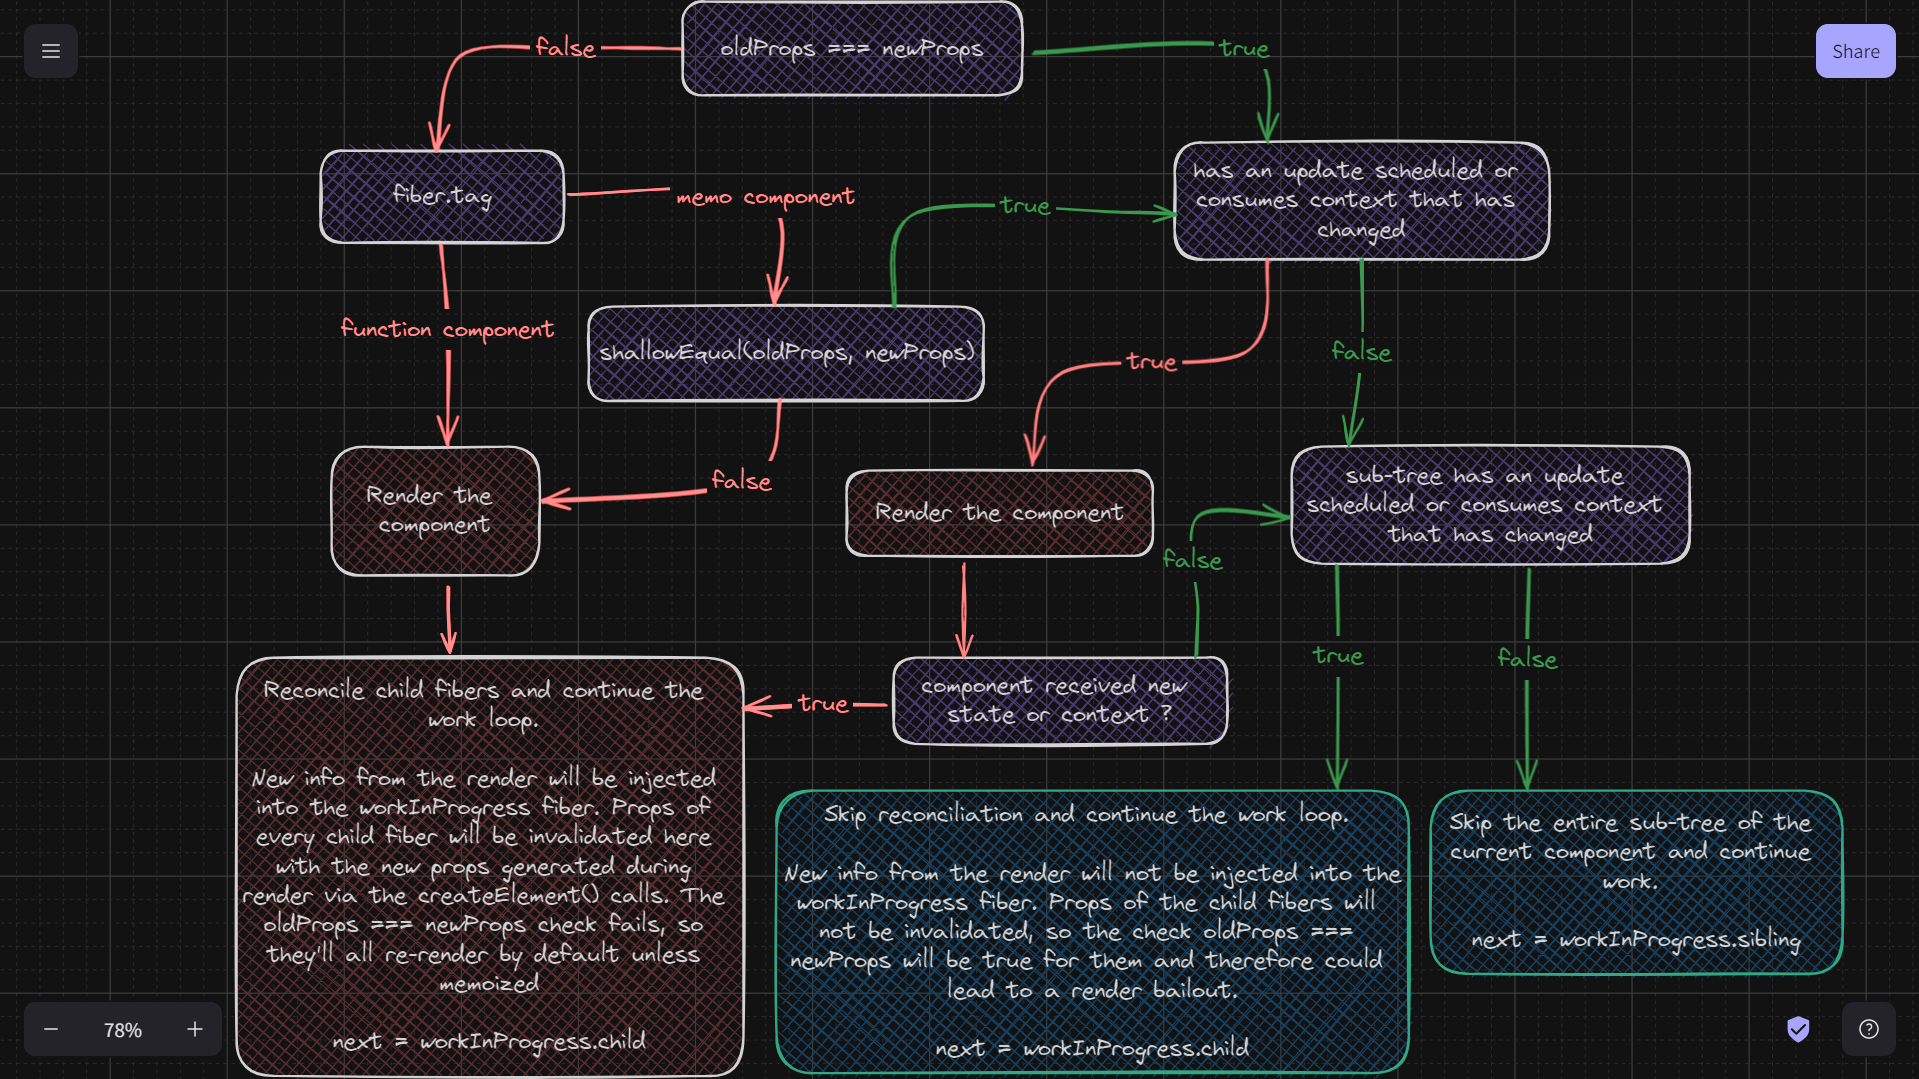 oldProps === newProps
false
true
Share
fiber.tag
memo component
true
has an update scheduled or
consumes context that has
changed
function component
shallowEqual(oldProps, newProps)
true
false
false
Render the
component
Render the component
sub-tree has an update
scheduled or consumes context
that has changed
false
true
false
component received new
state or context ?
true
Reconcile child fibers and continue the
work loop.
New info from the render will be injected
into the workInProgress fiber. Props of
every child fiber will be invalidated here
with the new props generated during
render via the createElement() calls. The
oldProps === newProps check fails, so
they'll all re-render by default unless
memoized
next = workInProgress.child
Skip reconciliation and continue the work loop.
New info from the render will not be injected into the
workInProgress fiber. Props of the child fibers will
not be invalidated, so the check oldProps ===
newProps will be true for them and therefore could
lead to a render bailout.
next = workInProgress.child
Skip the entire sub-tree of the
current component and continue
work.
next = workInProgress.sibling
78%